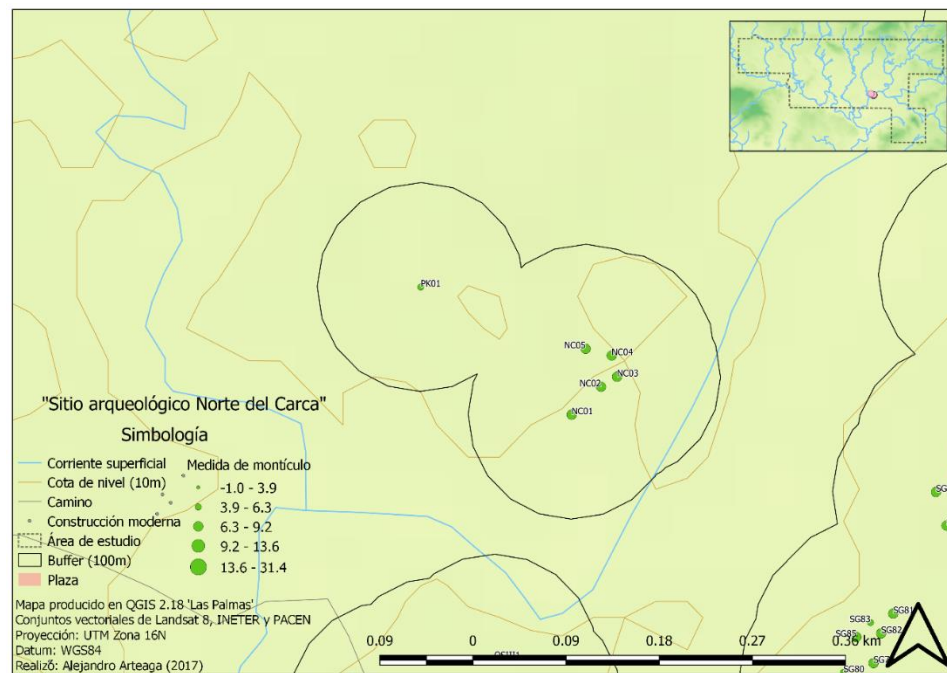 PK01
NC05
NC04
NC03
NC02
NC01
"Sitio arqueológico Norte del Carca"
Simbología
Corriente superficial
Cota de nivel (10m)
Camino
Construcción moderna
Área de estudio
Buffer (100m)
Plaza
Medida de montículo
-1.0 - 3.9
3.9 - 6.3
6.3 - 9.2
9.2 - 13.6
13.6 - 31.4
SG81
SG83
SG82
SG85
SG80
Mapa producido en QGIS 2.18 'Las Palmas'
Conjuntos vectoriales de Landsat 8, INETER y PACEN
Proyección: UTM Zona 16N
Datum: WGS84
Realizó: Alejandro Arteaga (2017)
0.09 0 0.09 0.18 0.27 0.36 km